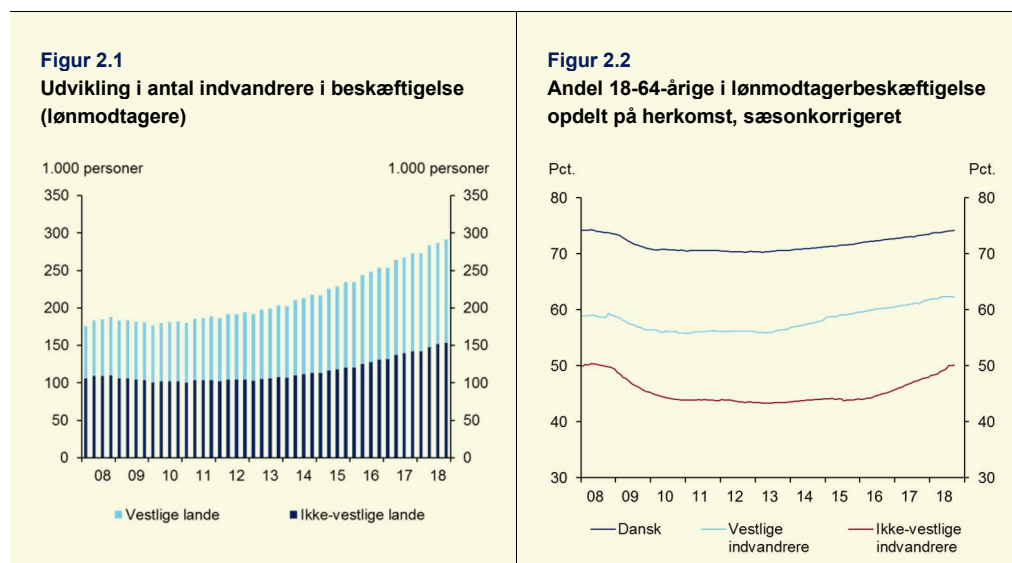 Figur 2.1
Udvikling i antal indvandrere i beskæftigelse
(lønmodtagere)
1.000 personer
1.000 personer
350
350
300
300
250
250
200
200
150
150
100
100
50
50
0
0
08 09 10 11 12 13 14 15 16 17 18
Vestlige lande
Ikke-vestlige lande
Figur 2.2
Andel 18-64-årige i lønmodtagerbeskæftigelse
opdelt på herkomst, sæsonkorrigeret
Pct.
Pct.
80
80
70
70
60
60
50
50
40
40
30
30
08 09 10 11 12 13 14 15 16 17 18
Dansk
Vestlige
indvandrere
Ikke-vestlige
indvandrere